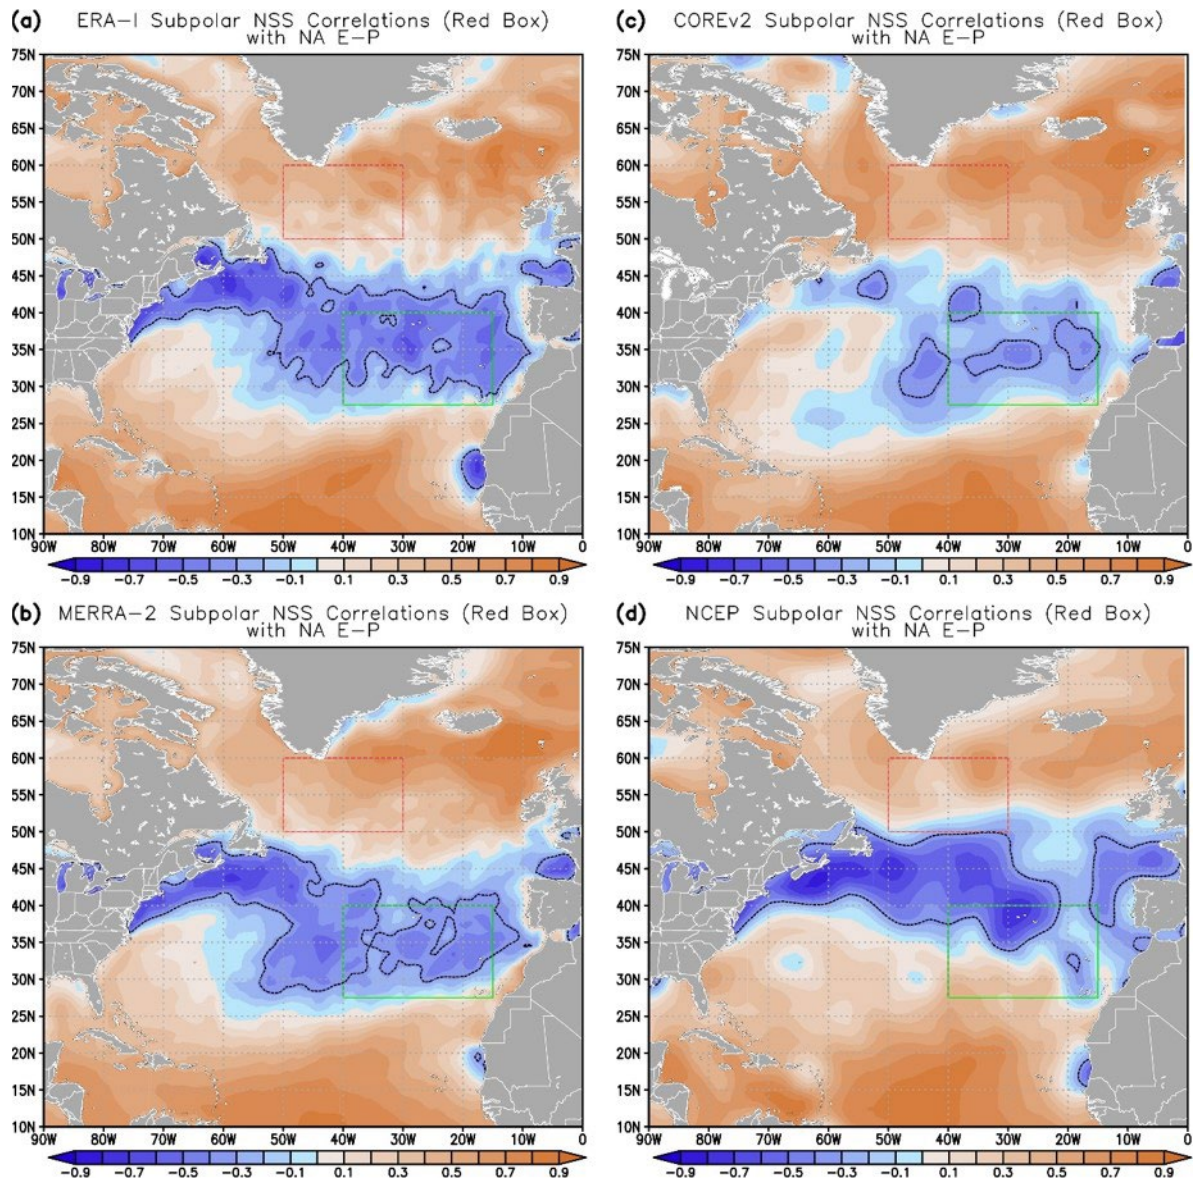 (a) ERA-I Subpolar NSS Correlations (Red Box)
with NA E-P
75N
70N
65N
60N
55N
50N
45N
40N
35N
30N
25N
20N
15N
10N
90W 80W 70W 60W 50W 40W 30W 20W 10W 0
-0.9 -0.7 -0.5 -0.3 -0.1 0.1 0.3 0.5 0.7 0.9
(c) COREv2 Subpolar NSS Correlations (Red Box)
with NA E-P
75N
70N
65N
60N
55N
50N
45N
40N
35N
30N
25N
20N
15N
10N
90W 80W 70W 60W 50W 40W 30W 20W 10W 0
-0.9 -0.7 -0.5 -0.3 -0.1 0.1 0.3 0.5 0.7 0.9
(b) MERRA-2 Subpolar NSS Correlations (Red Box)
with NA E-P
75N
70N
65N
60N
55N
50N
45N
40N
35N
30N
25N
20N
15N
10N
90W 80W 70W 60W 50W 40W 30W 20W 10W 0
-0.9 -0.7 -0.5 -0.3 -0.1 0.1 0.3 0.5 0.7 0.9
(d) NCEP Subpolar NSS Correlations (Red Box)
with NA E-P
75N
70N
65N
60N
55N
50N
45N
40N
35N
30N
25N
20N
15N
10N
90W 80W 70W 60W 50W 40W 30W 20W 10W 0
-0.9 -0.7 -0.5 -0.3 -0.1 0.1 0.3 0.5 0.7 0.9